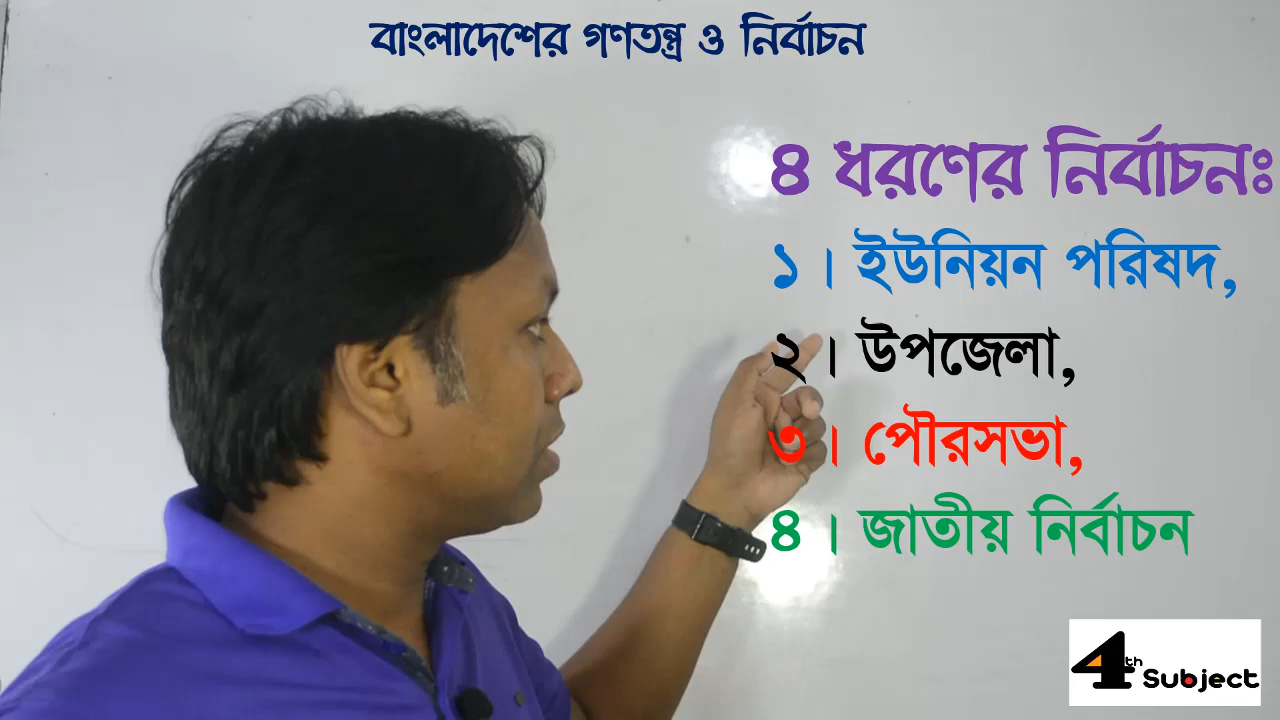 বাংলাদেশের গণতন্ত্র ও নির্বাচন
৪ ধরণের নির্বাচনঃ
১। ইউনিয়ন পরিষদ,
২। উপজেলা,
৩। পৌরসভা,
৪। জাতীয় নির্বাচন
4th Subject